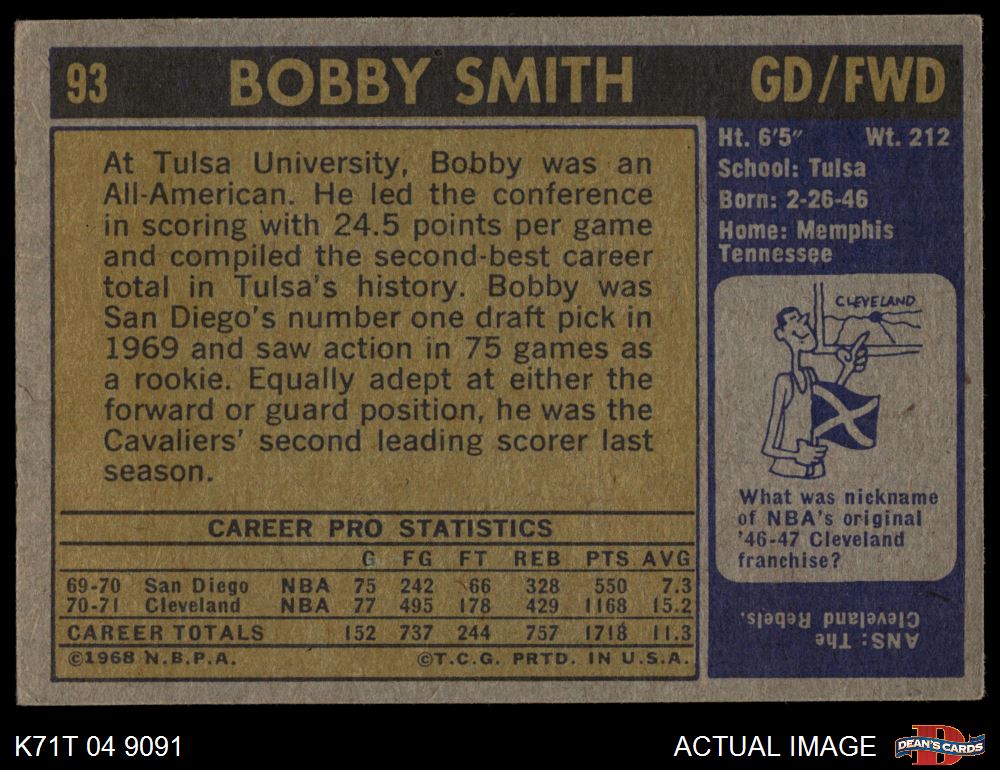 93 BOBBY SMITH GD/FWD
At Tulsa University, Bobby was an
All-American. He led the conference
in scoring with 24.5 points per game
and compiled the second-best career
total in Tulsa's history. Bobby was
San Diego's number one draft pick in
1969 and saw action in 75 games as
a rookie. Equally adept at either the
forward or guard position, he was the
Cavaliers' second leading scorer last
season.
CAREER PRO STATISTICS
G FG FT REB PTS AVG
69-70 San Diego NBA 75 242 66 328 550 7.3
70-71 Cleveland NBA 77 495 178 429 1168 15.2
CAREER TOTALS 152 737 244 757 1718 11.3
©1968 N.B.P.A. ©T.C.G. PRTD. IN U.S.A.
Ht. 6'5" Wt. 212
School: Tulsa
Born: 2-26-46
Home: Memphis
Tennessee
CLEVELAND
What was nickname
of NBA's original
'46-47 Cleveland
franchise?
ANS: The
Cleveland Rebels.
K71T 04 9091
ACTUAL IMAGE
D
DEAN'S CARDS